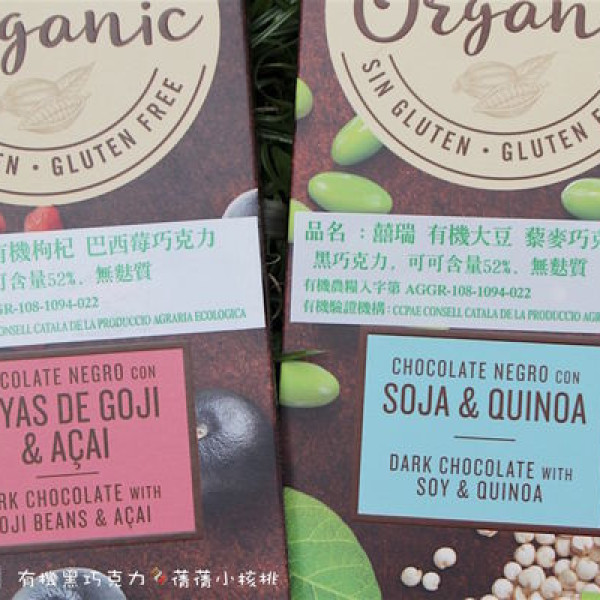 ganic
EN • GLUTEN FREE
有機枸杞 巴西莓巧克力
可含量52%，無麩質
GR-108-1094-022
CONSELL CATALA DE LA PRODUCCIO AGRARIA ECOLOGICA
OCOLATE NEGRO CON
YAS DE GOJI
& AÇAI
RK CHOCOLATE WITH
OJI BEANS & AÇAI
Organ
SIN GLUTEN • GLUTEN F
品名：囍瑞 有機大豆 藜麥巧克
黑巧克力，可可含量52%，無麩質
有機農糧入字第 AGGR-108-1094-022
有機驗證機構：CCPAE CONSELL CATALA DE LA PRODUCCIO AGR
CHOCOLATE NEGRO CON
SOJA & QUINOA
DARK CHOCOLATE WITH
SOY & QUINOA
有機黑巧克力 蒨蒨小核桃